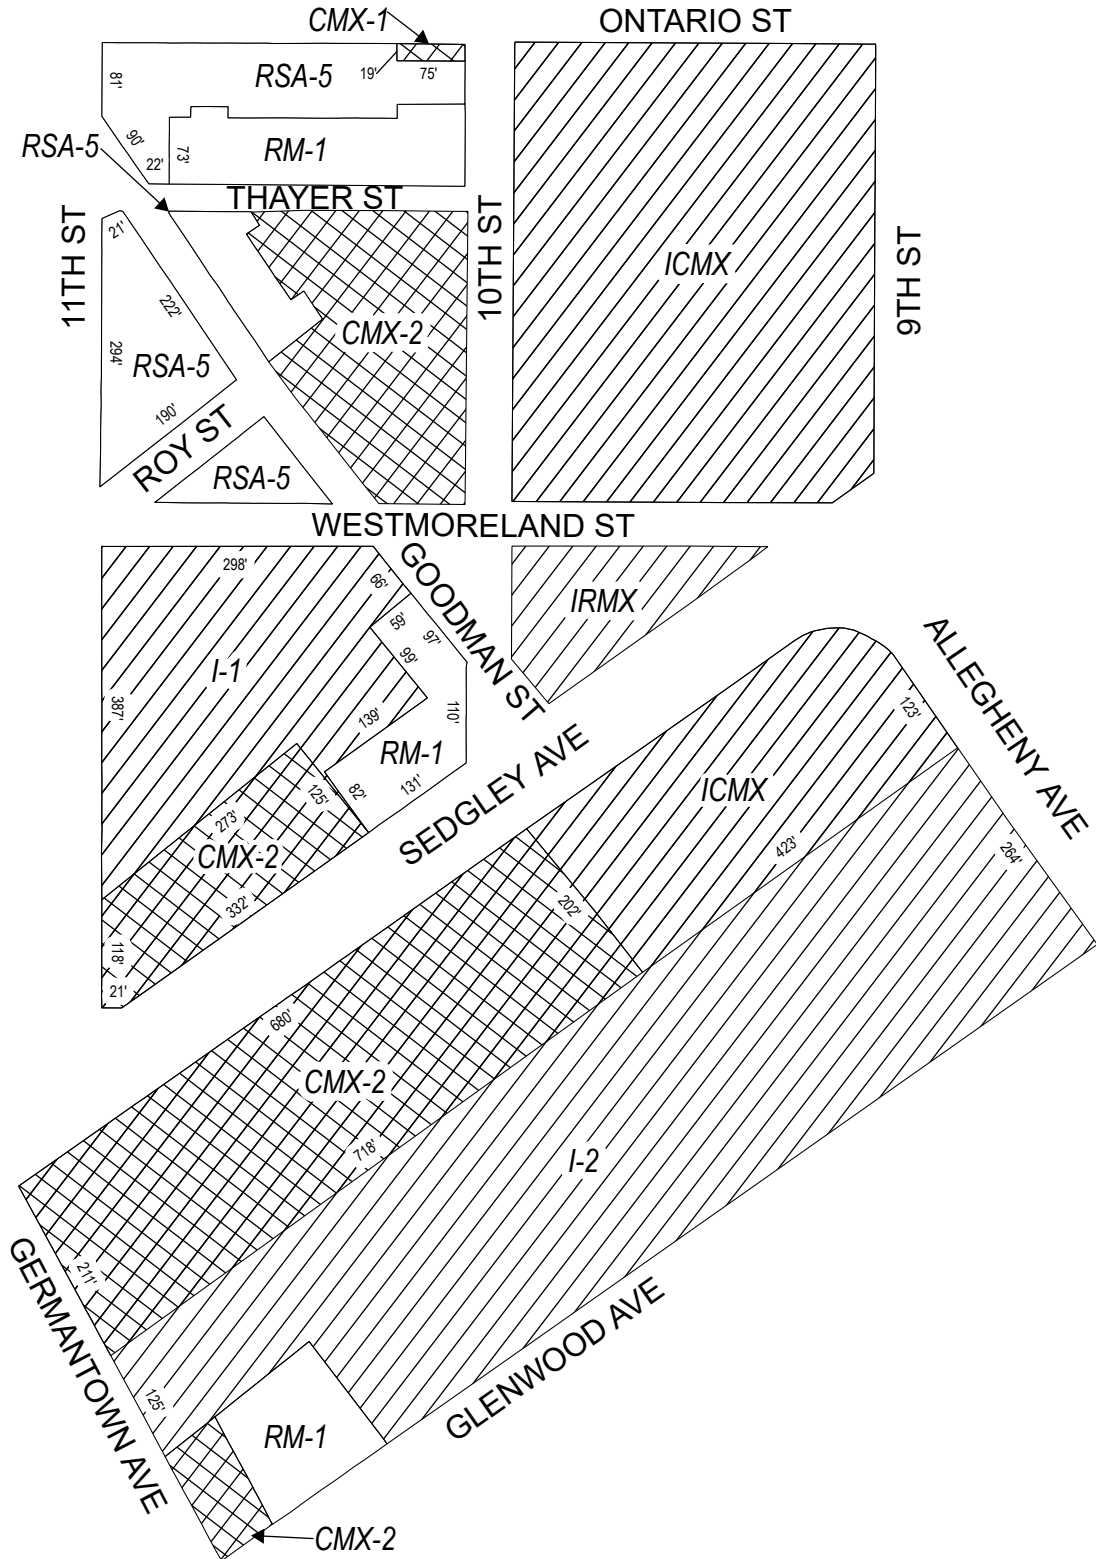 CMX-1
ONTARIO ST
81'
RSA-5
19'
75'
90'
RSA-5
22'
73'
RM-1
THAYER ST
11TH ST
21'
222'
294'
RSA-5
190'
ROY ST
RSA-5
CMX-2
10TH ST
ICMX
9TH ST
WESTMORELAND ST
298'
66'
GOODMAN ST
59'
97'
99'
I-1
IRMX
387'
139'
110'
RM-1
82'
131'
125'
273'
CMX-2
332'
118'
21'
SEDGLEY AVE
ALLEGHENY AVE
123'
ICMX
423'
264'
202'
680'
CMX-2
718'
I-2
211'
GERMANTOWN AVE
125'
RM-1
GLENWOOD AVE
CMX-2